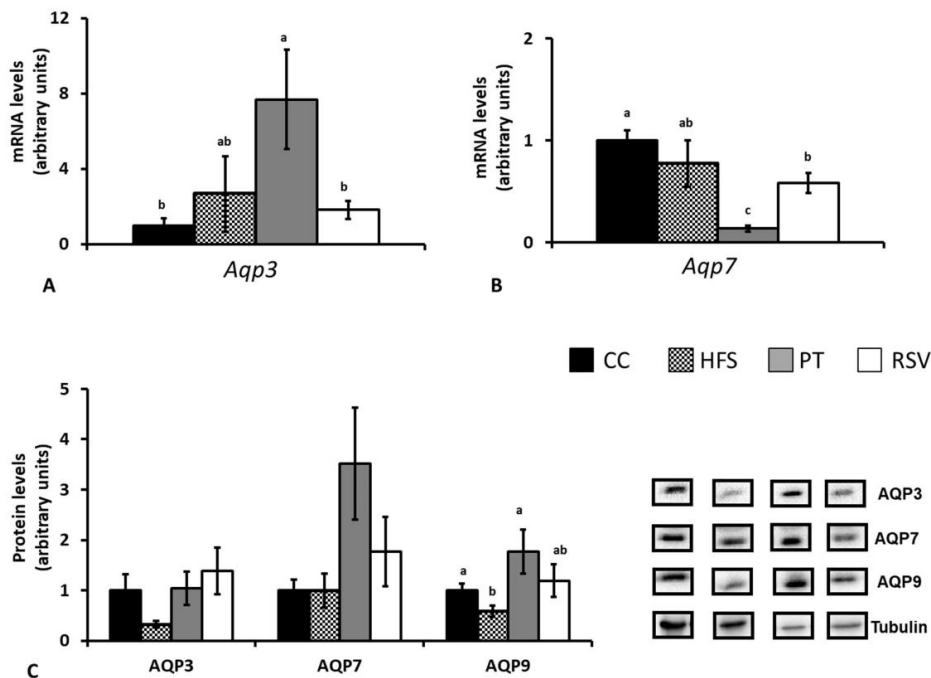 12
8
4
0
mRNA levels
(arbitrary units)
b
ab
a
b
Aqp3
A
2
1
0
mRNA levels
(arbitrary units)
a
ab
c
b
Aqp7
B
CC
HFS
PT
RSV
5
4
3
2
1
0
Protein levels
(arbitrary units)
a
b
a
ab
AQP3
AQP7
AQP9
C
AQP3
AQP7
AQP9
Tubulin